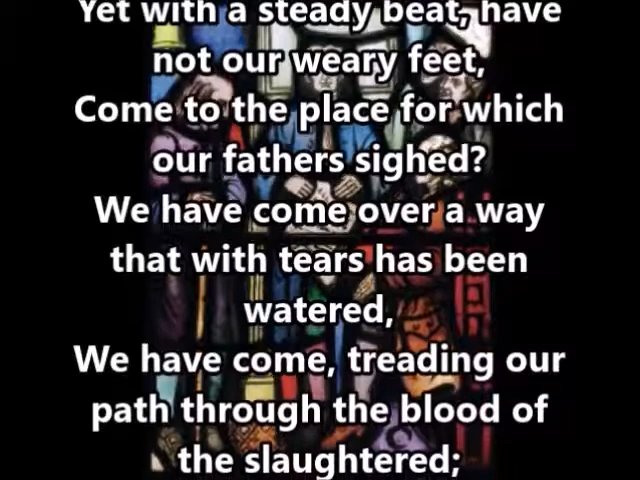 Yet with a steady beat, have
not our weary feet,
Come to the place for which
our fathers sighed?
We have come over a way
that with tears has been
watered,
We have come, treading our
path through the blood of
the slaughtered;